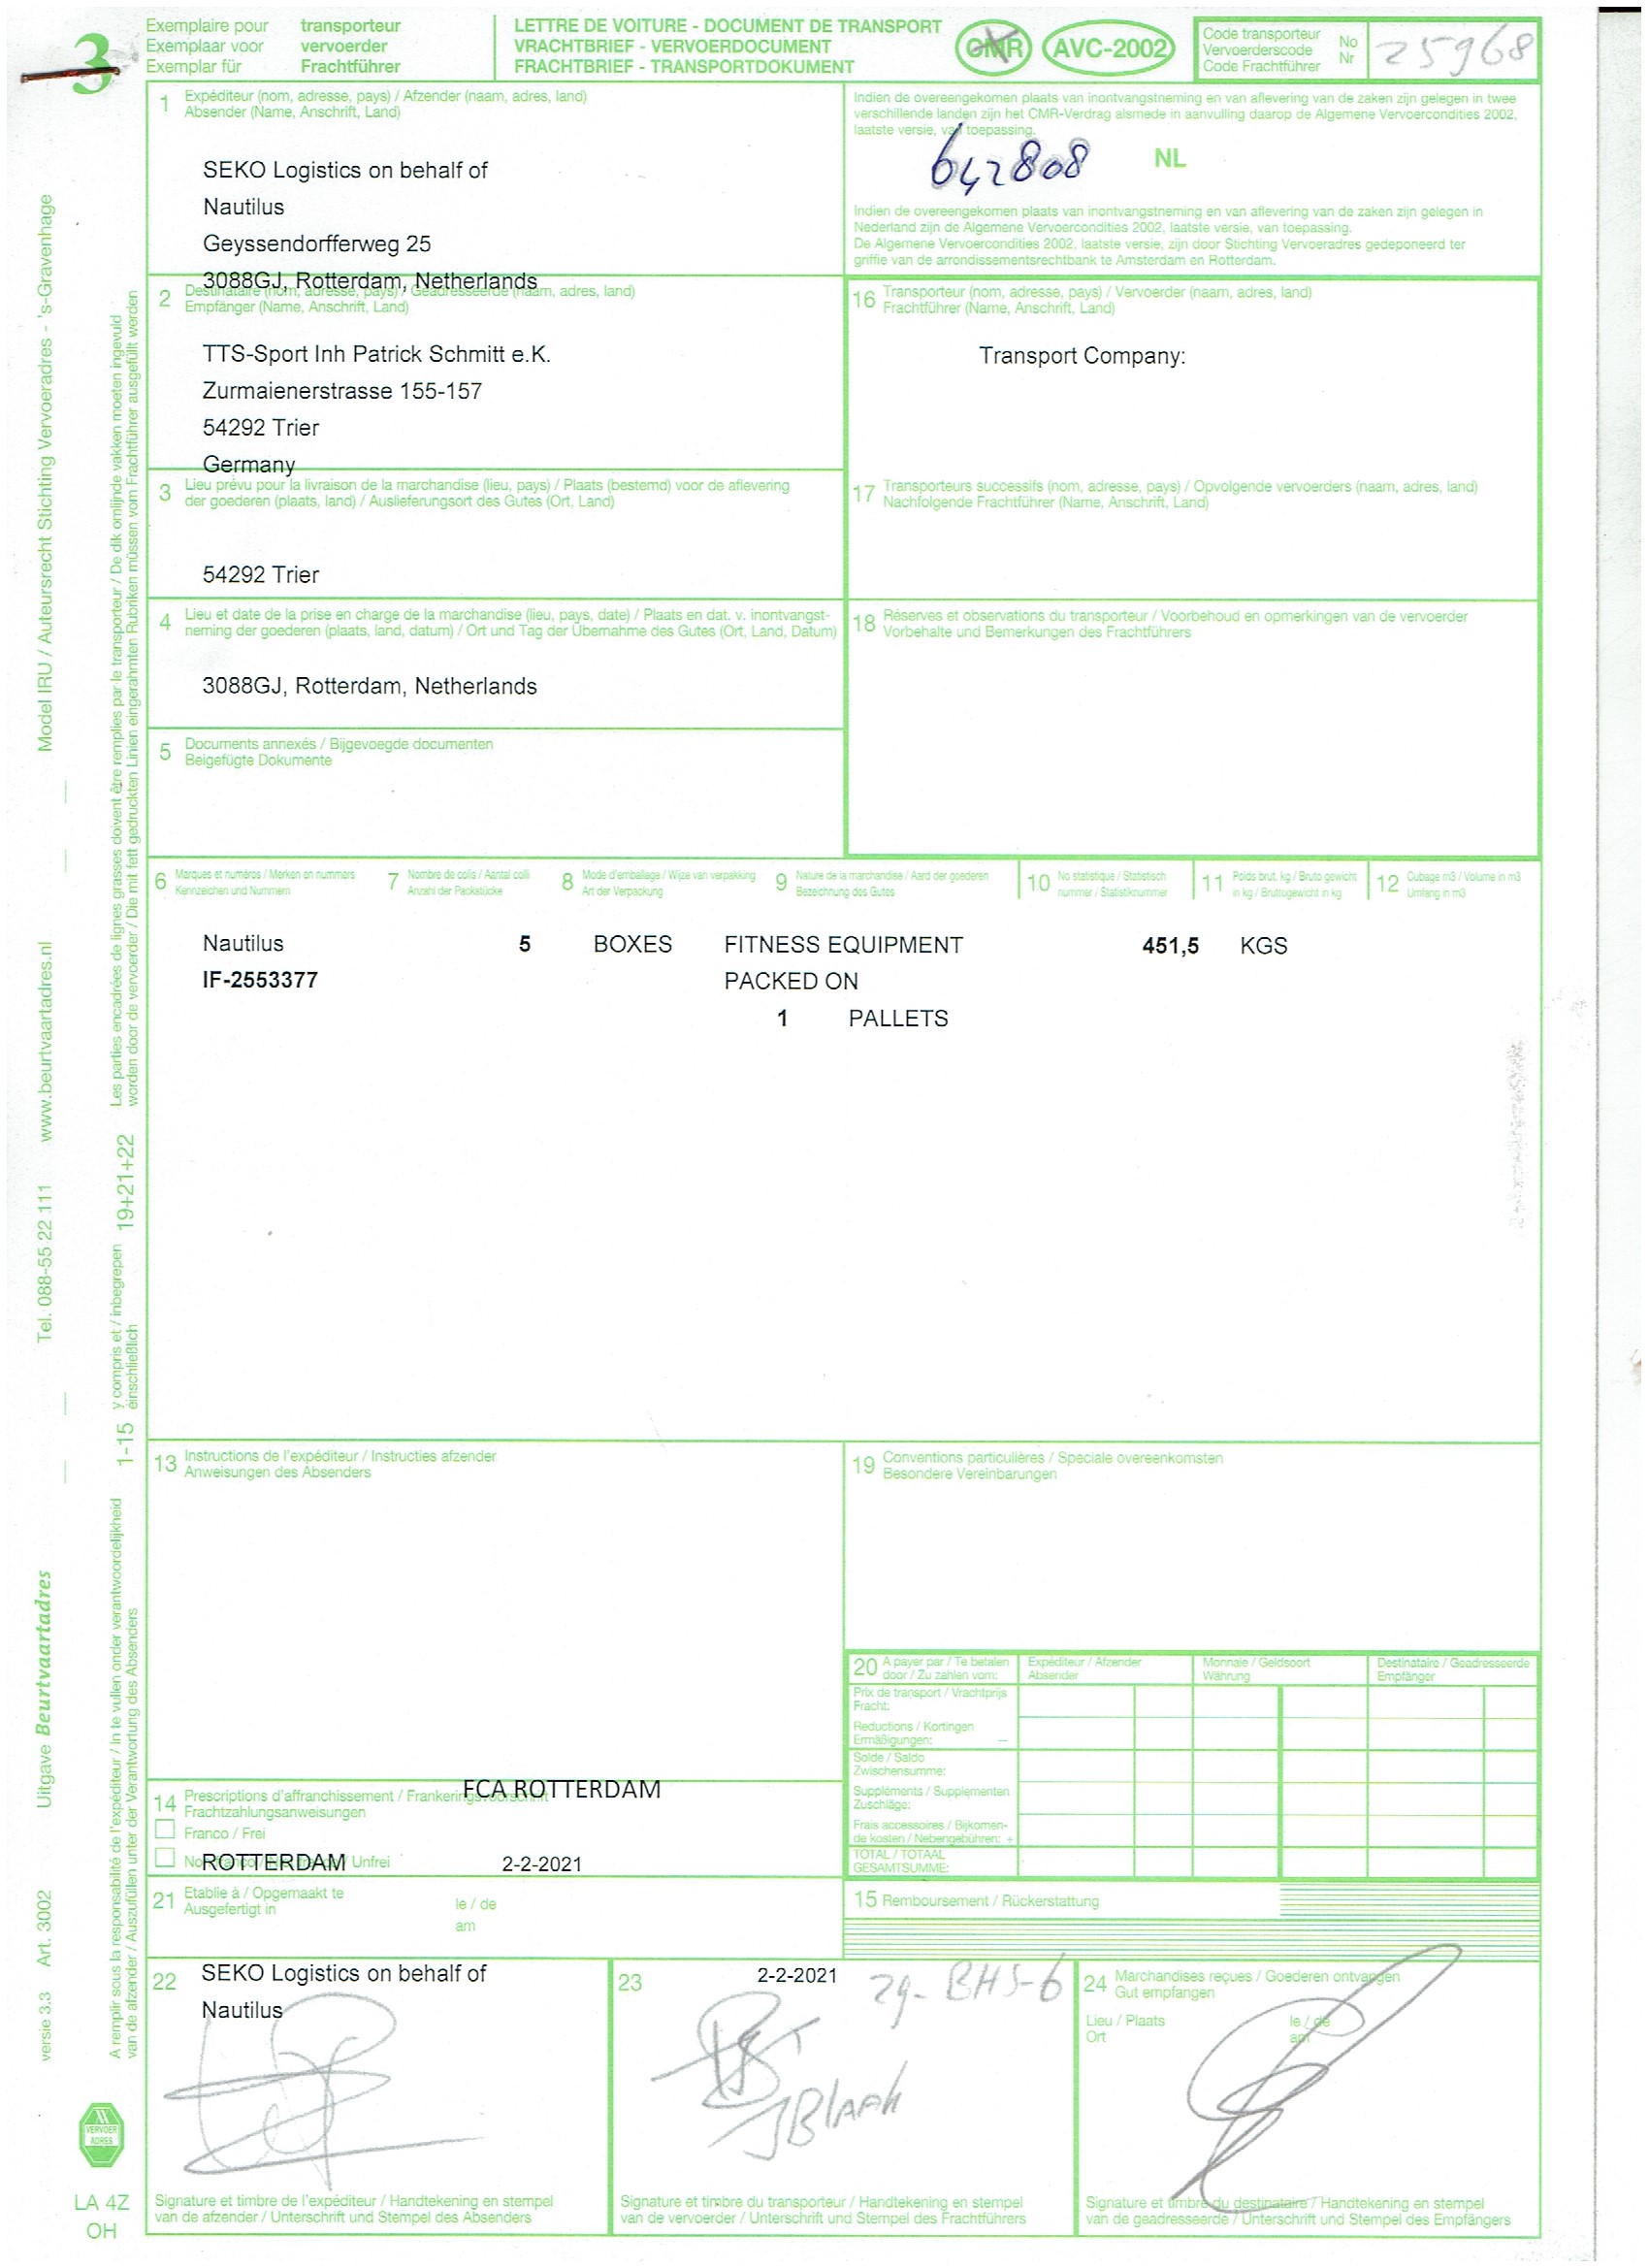 3
Exemplaire pour transporteur
Exemplaar voor vervoerder
Exemplar für Frachtführer
LETTRE DE VOITURE - DOCUMENT DE TRANSPORT
VRACHTBRIEF - VERVOERDOCUMENT
FRACHTBRIEF - TRANSPORTDOKUMENT
CMR AVC-2002
Code transporteur No
Vervoerderscode Nr
Code Frachtführer
25968
1 Expéditeur (nom, adresse, pays) / Afzender (naam, adres, land)
Absender (Name, Anschrift, Land)
SEKO Logistics on behalf of
Nautilus
Geyssendorfferweg 25
3088GJ, Rotterdam, Netherlands
Indien de overeengekomen plaats van inontvangstneming en van aflevering van de zaken zijn gelegen in twee
verschillende landen zijn het CMR-Verdrag alsmede in aanvulling daarop de Algemene Vervoercondities 2002,
laatste versie, van toepassing.
642808 NL
Indien de overeengekomen plaats van inontvangstneming en van aflevering van de zaken zijn gelegen in
Nederland zijn de Algemene Vervoercondities 2002, laatste versie, van toepassing.
De Algemene Vervoercondities 2002, laatste versie, zijn door Stichting Vervoeradres gedeponeerd ter
griffie van de arrondissementsrechtbank te Amsterdam en Rotterdam.
2 Destinataire (nom, adresse, pays) / Geadresseerde (naam, adres, land)
Empfänger (Name, Anschrift, Land)
TTS-Sport Inh Patrick Schmitt e.K.
Zurmaienerstrasse 155-157
54292 Trier
Germany
16 Transporteur (nom, adresse, pays) / Vervoerder (naam, adres, land)
Frachtführer (Name, Anschrift, Land)
Transport Company:
3 Lieu prévu pour la livraison de la marchandise (lieu, pays) / Plaats (bestemd) voor de aflevering
der goederen (plaats, land) / Auslieferungsort des Gutes (Ort, Land)
54292 Trier
17 Transporteurs successifs (nom, adresse, pays) / Opvolgende vervoerders (naam, adres, land)
Nachfolgende Frachtführer (Name, Anschrift, Land)
4 Lieu et date de la prise en charge de la marchandise (lieu, pays, date) / Plaats en dat. v. inontvangst-
neming der goederen (plaats, land, datum) / Ort und Tag der Übernahme des Gutes (Ort, Land, Datum)
3088GJ, Rotterdam, Netherlands
18 Réserves et observations du transporteur / Voorbehoud en opmerkingen van de vervoerder
Vorbehalte und Bemerkungen des Frachtführers
5 Documents annexés / Bijgevoegde documenten
Beigefügte Dokumente
6 Marques et numéros / Merken en nummers
Kennzeichen und Nummern
7 Nombre de colis / Aantal colli
Anzahl der Packstücke
8 Mode d'emballage / Wijze van verpakking
Art der Verpackung
9 Nature de la marchandise / Aard der goederen
Bezeichnung des Gutes
10 No statistique / Statistisch
nummer / Statistiknummer
11 Poids brut, kg / Bruto gewicht
in kg / Bruttogewicht in kg
12 Cubage m3 / Volume in m3
Umfang in m3
Nautilus 5 BOXES FITNESS EQUIPMENT 451,5 KGS
IF-2553377 PACKED ON
1 PALLETS
13 Instructions de l'expéditeur / Instructies afzender
Anweisungen des Absenders
19 Conventions particulières / Speciale overeenkomsten
Besondere Vereinbarungen
20 A payer par / Te betalen
door / Zu zahlen vom:
Expéditeur / Afzender
Absender
Monnaie / Geldsoort
Währung
Destinataire / Geadresseerde
Empfänger
Prix de transport / Vrachtprijs
Fracht:
Reductions / Kortingen
Ermäßigungen: –
Solde / Saldo
Zwischensumme:
Suppléments / Supplementen
Zuschläge:
Frais accessoires / Bijkomen-
de kosten / Nebengebühren: +
TOTAL / TOTAAL
GESAMTSUMME:
FCA ROTTERDAM
14 Prescriptions d'affranchissement / Frankeringsvoorschrift
Frachtzahlungsanweisungen
Franco / Frei
Unfrei
ROTTERDAM 2-2-2021
21 Etablie à / Opgemaakt te
Ausgefertigt in
le / de
am
15 Remboursement / Rückerstattung
22 SEKO Logistics on behalf of
Nautilus
Signature et timbre de l'expéditeur / Handtekening en stempel
van de afzender / Unterschrift und Stempel des Absenders
23 2-2-2021
29-BHS-6
JBlaak
Signature et timbre du transporteur / Handtekening en stempel
van de vervoerder / Unterschrift und Stempel des Frachtführers
24 Marchandises reçues / Goederen ontvangen
Gut empfangen
Lieu / Plaats le / de
Ort am
Signature et timbre du destinataire / Handtekening en stempel
van de geadresseerde / Unterschrift und Stempel des Empfängers
Model IRU / Auteursrecht Stichting Vervoeradres - 's-Gravenhage
www.beurtvaartadres.nl
Tel. 088-55 22 111
Uitgave Beurtvaartadres
Art. 3002
versie 3.3
Les parties encadrées de lignes grasses doivent être remplies par le transporteur / De dik omlijnde vakken moeten ingevuld
worden door de vervoerder / Die mit fett gedruckten Linien eingerahmten Rubriken müssen vom Frachtführer ausgefüllt werden
19+21+22
y compris et / inbegrepen
einschließlich
1-15
A remplir sous la responsabilité de l'expéditeur / In te vullen onder verantwoordelijkheid
van de afzender / Auszufüllen unter der Verantwortung des Absenders
VERVOER
ADRES
LA 4Z
OH